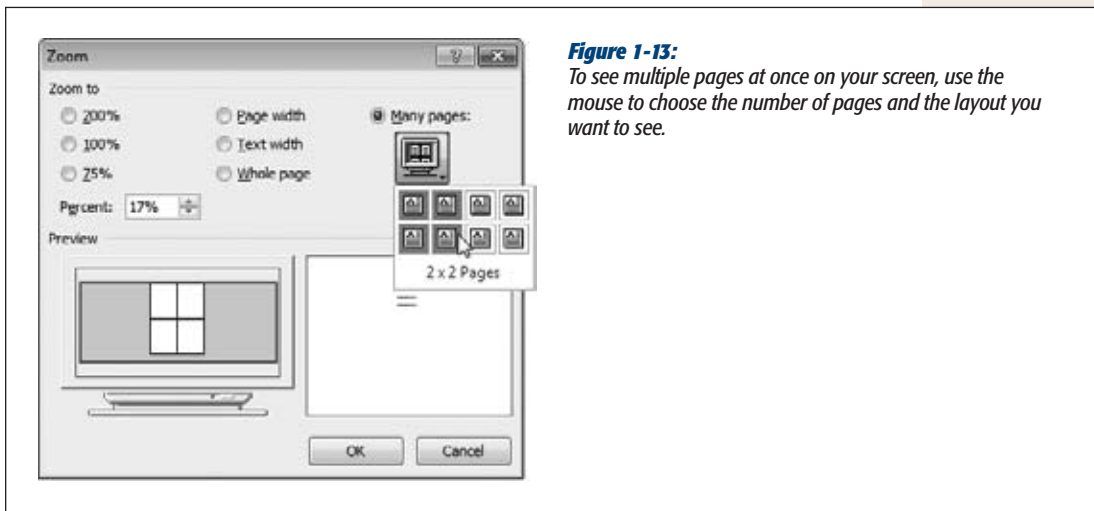 Zoom
Zoom to
200%
Page width
Many pages:
100%
Text width
75%
Whole page
Percent: 17%
2 x 2 Pages
Preview
OK
Cancel
Figure 1-13:
To see multiple pages at once on your screen, use the
mouse to choose the number of pages and the layout you
want to see.